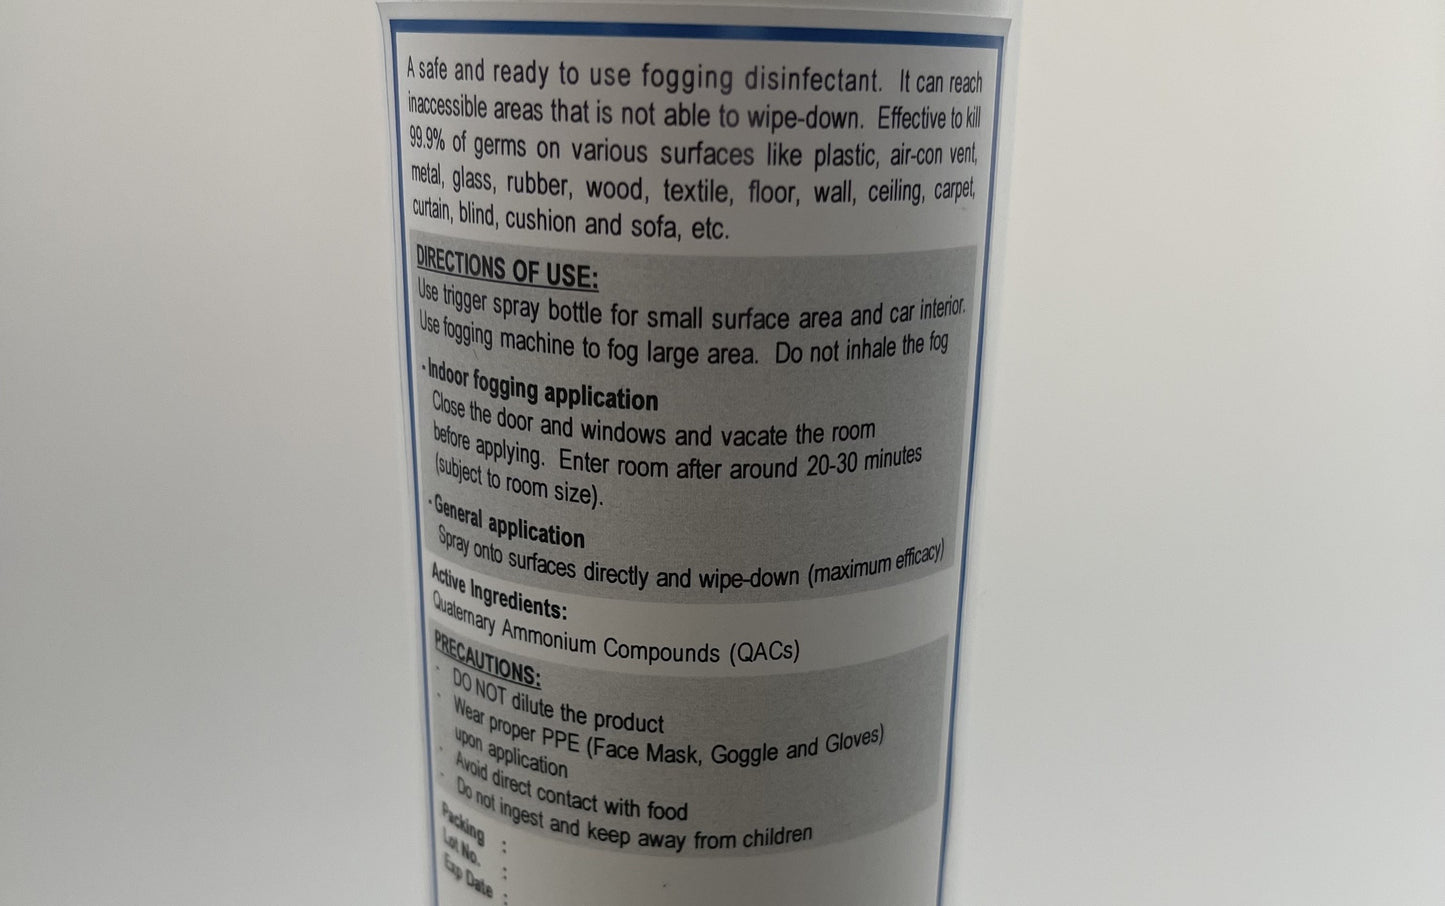 A safe and ready to use fogging disinfectant. It can reach
inaccessible areas that is not able to wipe-down. Effective to kill
99.9% of germs on various surfaces like plastic, air-con vent,
metal, glass, rubber, wood, textile, floor, wall, ceiling, carpet,
curtain, blind, cushion and sofa, etc.
DIRECTIONS OF USE:
Use trigger spray bottle for small surface area and car interior.
Use fogging machine to fog large area. Do not inhale the fog
· Indoor fogging application
Close the door and windows and vacate the room
before applying. Enter room after around 20-30 minutes
(subject to room size).
· General application
Spray onto surfaces directly and wipe-down (maximum efficacy)
Active Ingredients:
Quaternary Ammonium Compounds (QACs)
PRECAUTIONS:
· DO NOT dilute the product
· Wear proper PPE (Face Mask, Goggle and Gloves)
upon application
· Avoid direct contact with food
· Do not ingest and keep away from children
Packing :
Lot No. :
Exp Date :